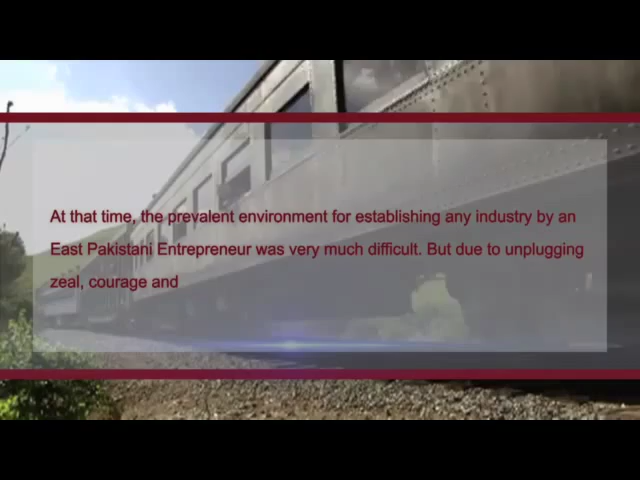 At that time, the prevalent environment for establishing any industry by an
East Pakistani Entrepreneur was very much difficult. But due to unplugging
zeal, courage and